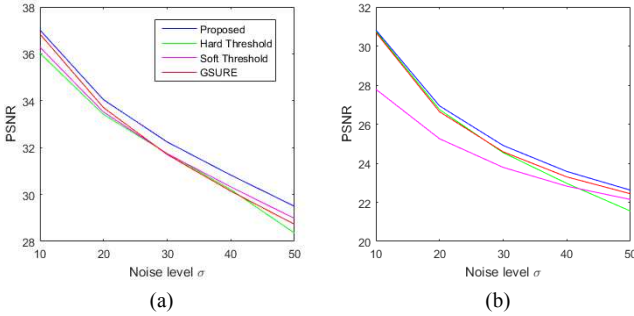 38
36
34
32
30
28
PSNR
Proposed
Hard Threshold
Soft Threshold
GSURE
10
20
30
40
50
Noise level σ
(a)
32
30
28
26
24
22
20
PSNR
10
20
30
40
50
Noise level σ
(b)